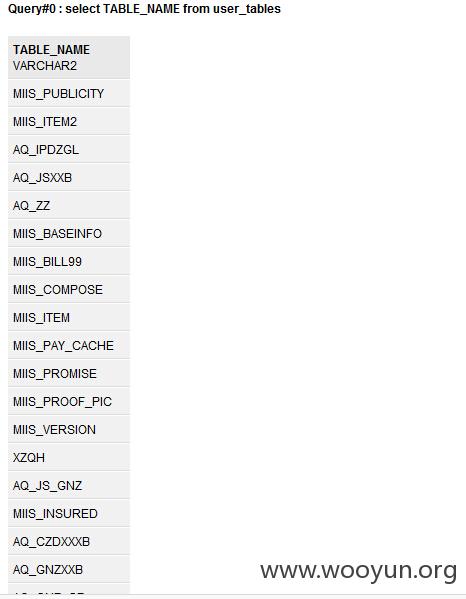 Query#0 : select TABLE_NAME from user_tables
TABLE_NAME
VARCHAR2
MIIS_PUBLICITY
MIIS_ITEM2
AQ_IPDZGL
AQ_JSXXB
AQ_ZZ
MIIS_BASEINFO
MIIS_BILL99
MIIS_COMPOSE
MIIS_ITEM
MIIS_PAY_CACHE
MIIS_PROMISE
MIIS_PROOF_PIC
MIIS_VERSION
XZQH
AQ_JS_GNZ
MIIS_INSURED
AQ_CZDXXXB
AQ_GNZXXB
www.wooyun.org